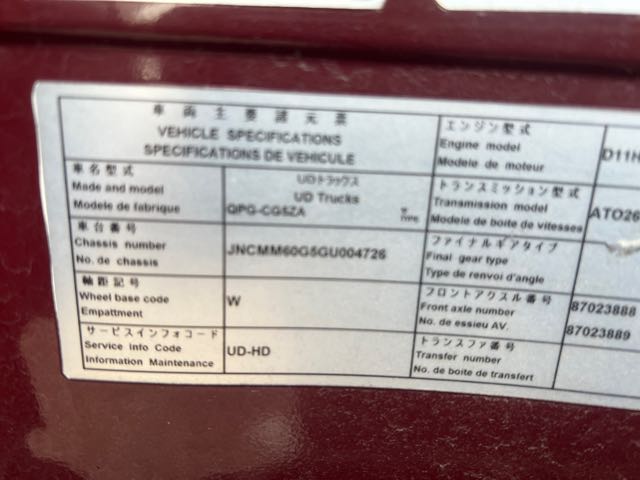 車両主要諸元票
VEHICLE SPECIFICATIONS
SPECIFICATIONS DE VEHICULE
車名型式
Made and model
Modele de fabrique
UDトラックス
UD Trucks
QPG-CG5ZA
TYPE
車台番号
Chassis number
No. de chassis
JNCMM60G5GU004726
軸距記号
Wheel base code
Empattment
W
サービスインフォコード
Service info Code
Information Maintenance
UD-HD
エンジン型式
Engine model
Modele de moteur
D11H
トランスミッション型式
Transmission model
Modele de boite de vitesses
ATO26
ファイナルギアタイプ
Final gear type
Type de renvoi d'angle
フロントアクスル番号
Front axle number
No. de essieu AV.
87023888
87023889
トランスファ番号
Transfer number
No. de boite de transfert